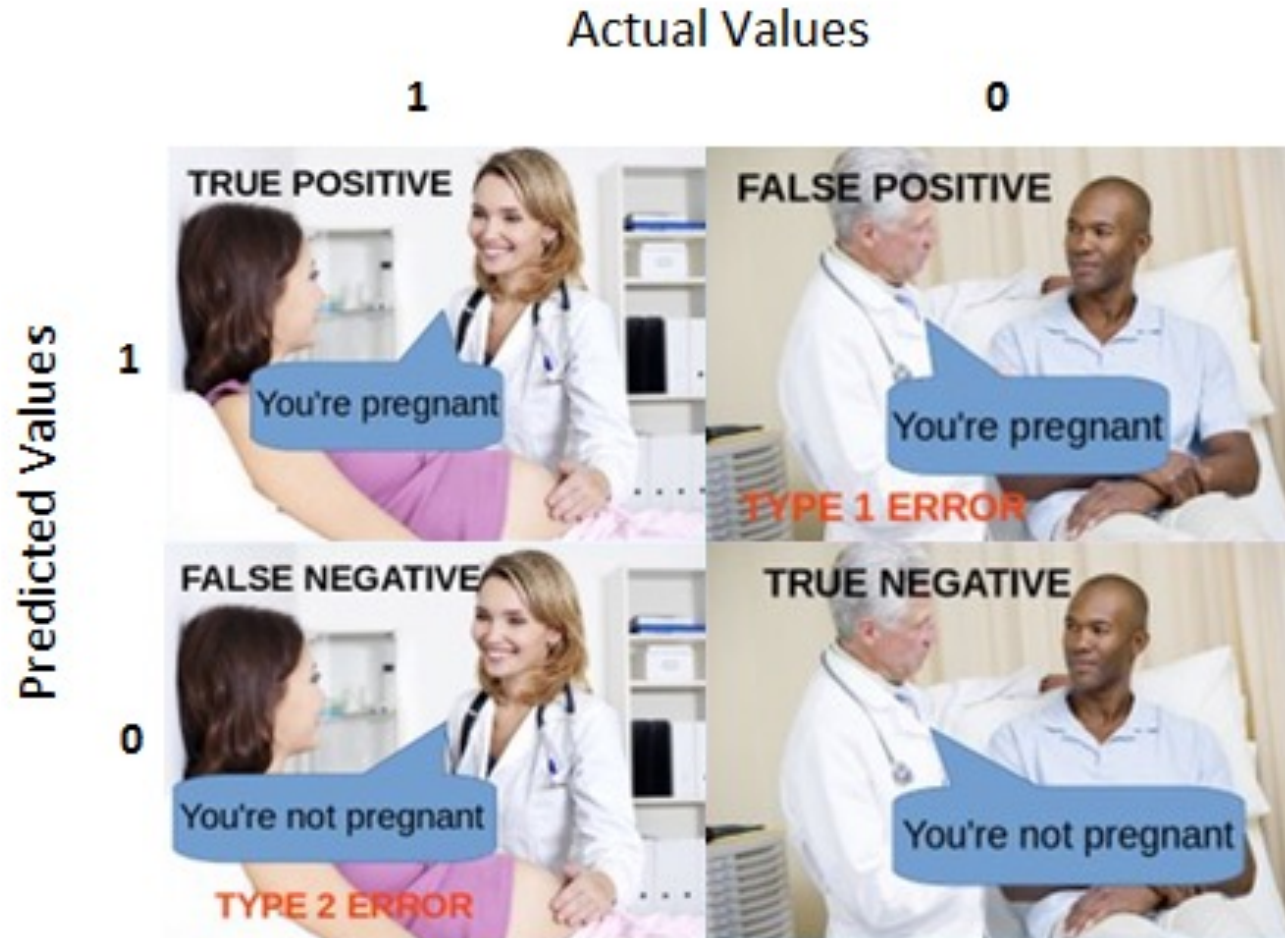 Actual Values
1
0
Predicted Values
1
TRUE POSITIVE
You're pregnant
FALSE POSITIVE
You're pregnant
TYPE 1 ERROR
0
FALSE NEGATIVE
You're not pregnant
TYPE 2 ERROR
TRUE NEGATIVE
You're not pregnant